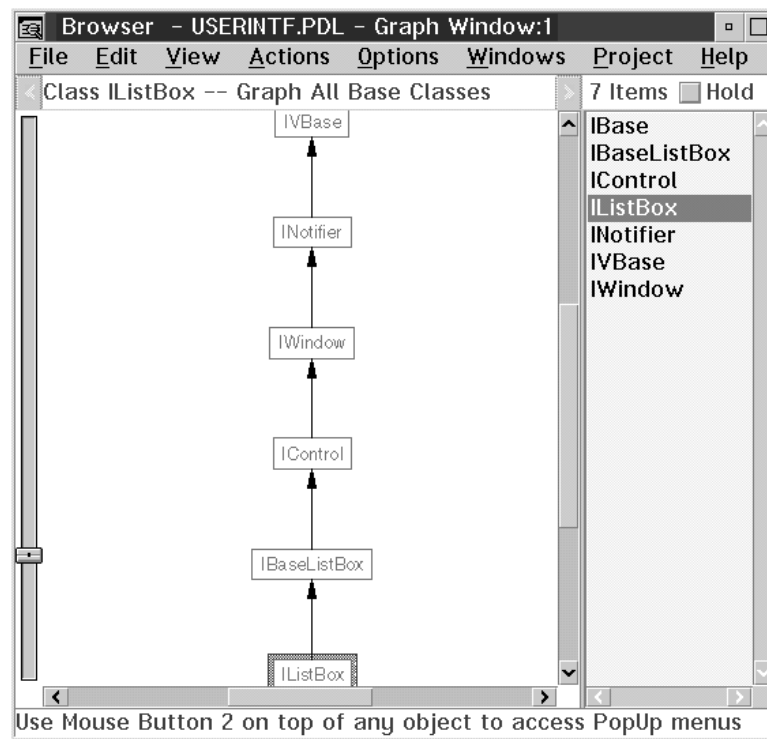 Browser - USERINTF.PDL - Graph Window:1
File Edit View Actions Options Windows Project Help
Class IListBox -- Graph All Base Classes
7 Items Hold
IVBase
INotifier
IWindow
IControl
IBaseListBox
IListBox
IBase
IBaseListBox
IControl
IListBox
INotifier
IVBase
IWindow
Use Mouse Button 2 on top of any object to access PopUp menus